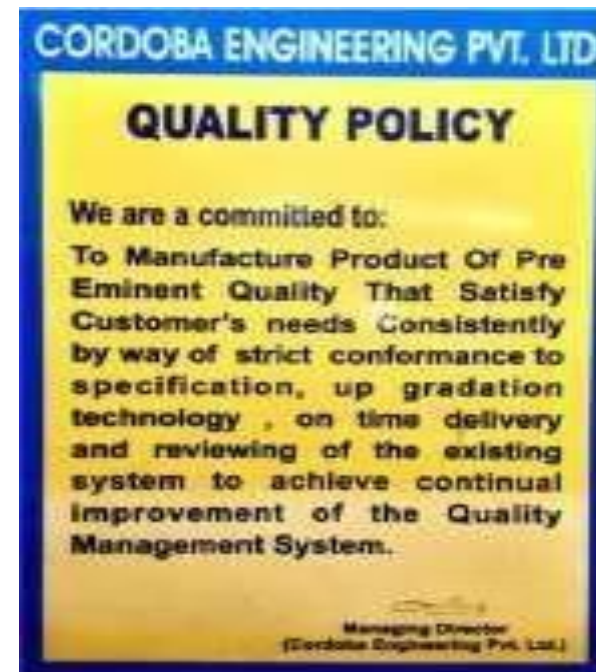 CORDOBA ENGINEERING PVT. LTD
QUALITY POLICY
We are a committed to:
To Manufacture Product Of Pre
Eminent Quality That Satisfy
Customer's needs Consistently
by way of strict conformance to
specification, up gradation
technology , on time delivery
and reviewing of the existing
system to achieve continual
improvement of the Quality
Management System.
Managing Director
(Cordoba Engineering Pvt. Ltd.)